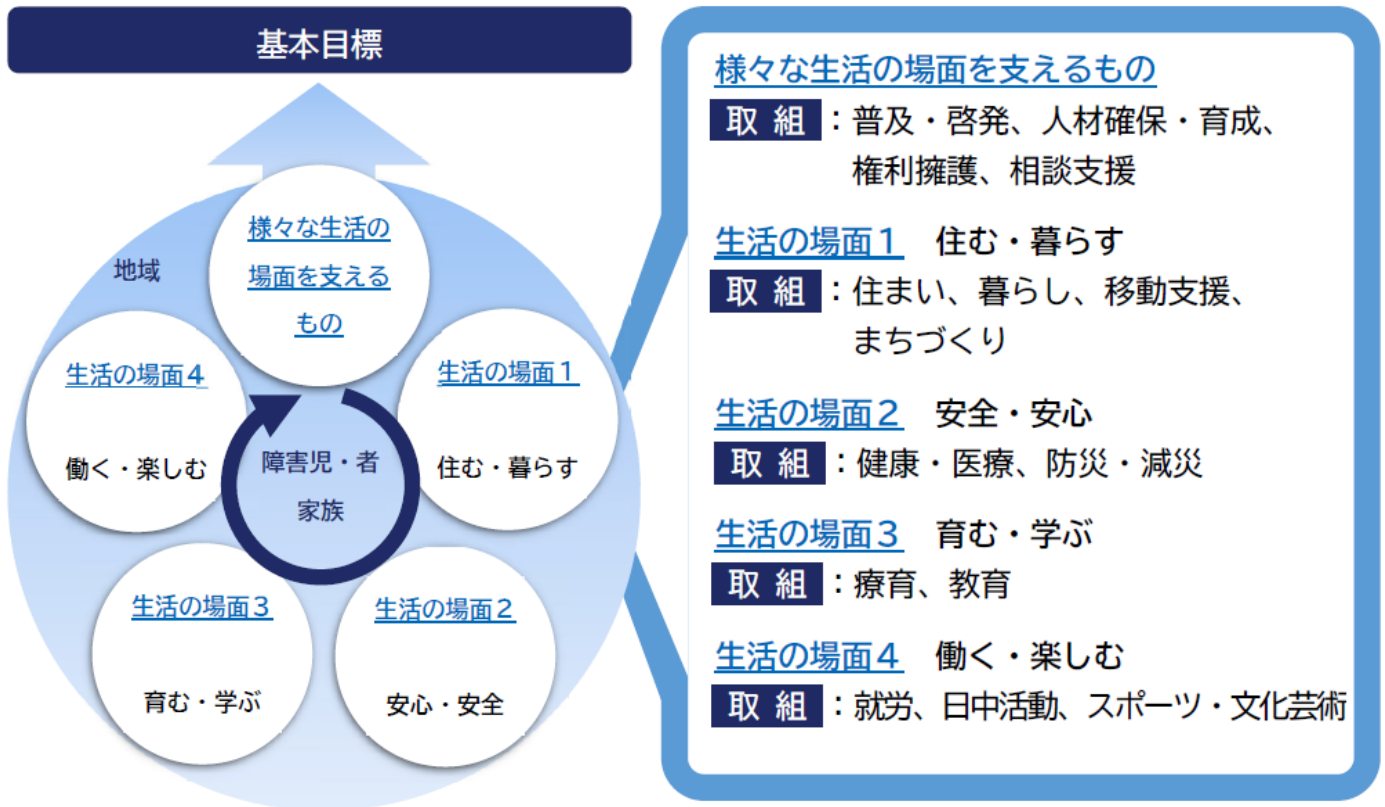 基本目標
地域
様々な生活の
場面を支える
もの
生活の場面1
住む・暮らす
生活の場面2
安心・安全
生活の場面3
育む・学ぶ
生活の場面4
働く・楽しむ
障害児・者
家族
様々な生活の場面を支えるもの
取 組：普及・啓発、人材確保・育成、
権利擁護、相談支援
生活の場面1 住む・暮らす
取 組：住まい、暮らし、移動支援、
まちづくり
生活の場面2 安全・安心
取 組：健康・医療、防災・減災
生活の場面3 育む・学ぶ
取 組：療育、教育
生活の場面4 働く・楽しむ
取 組：就労、日中活動、スポーツ・文化芸術